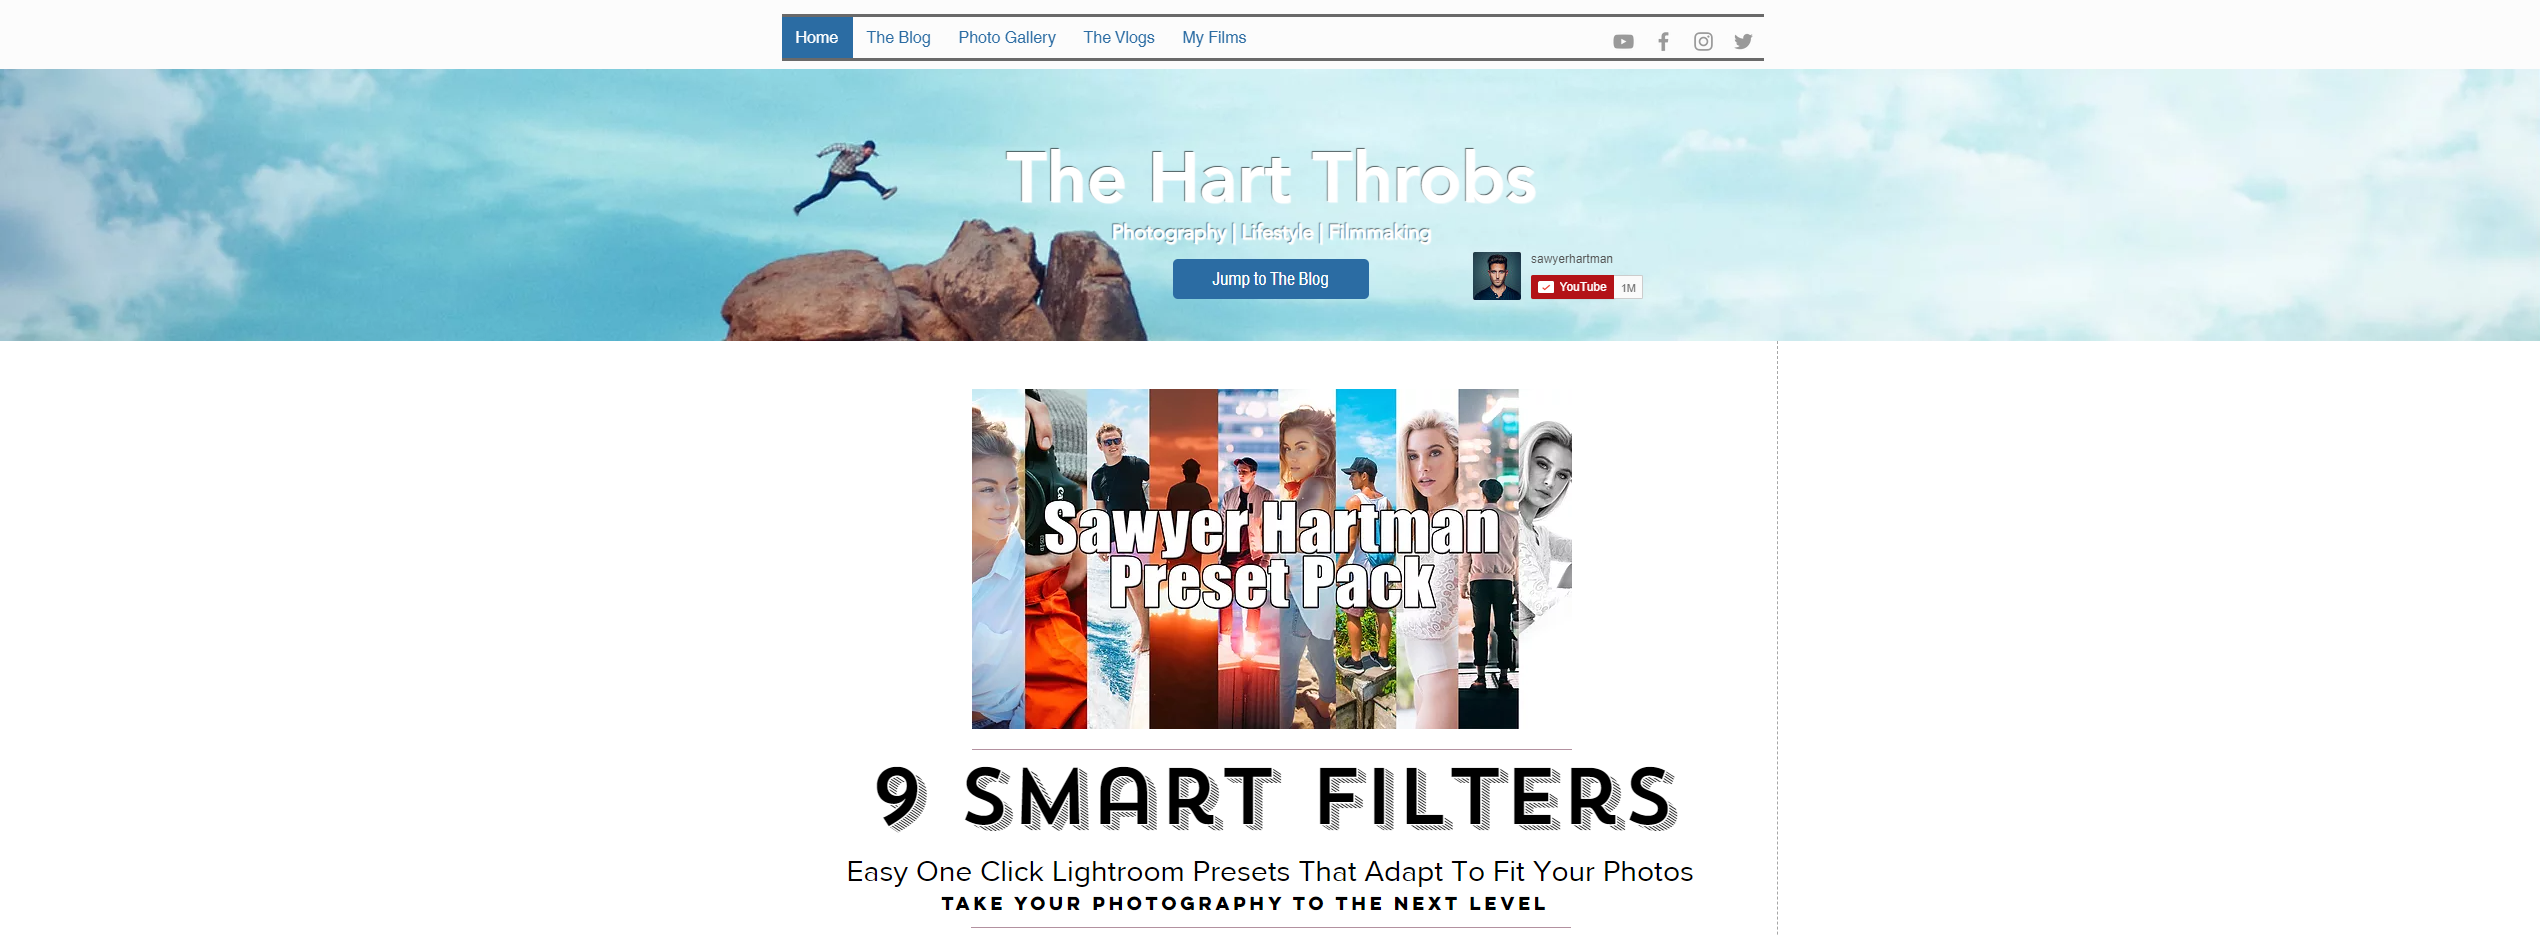 Home The Blog Photo Gallery The Vlogs My Films
The Hart Throbs
Photography | Lifestyle | Filmmaking
Jump to The Blog
sawyerhartman
YouTube 1M
Sawyer Hartman
Preset Pack
9 SMART FILTERS
Easy One Click Lightroom Presets That Adapt To Fit Your Photos
TAKE YOUR PHOTOGRAPHY TO THE NEXT LEVEL